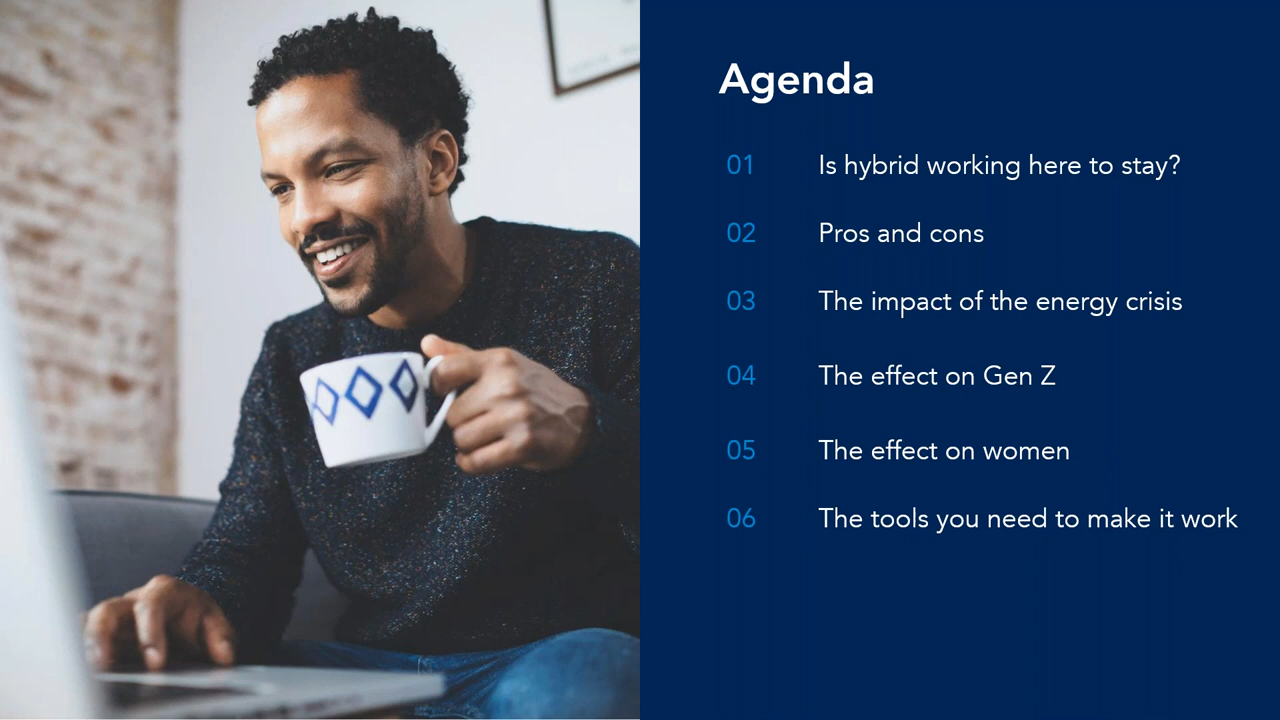 Agenda
01 Is hybrid working here to stay?
02 Pros and cons
03 The impact of the energy crisis
04 The effect on Gen Z
05 The effect on women
06 The tools you need to make it work